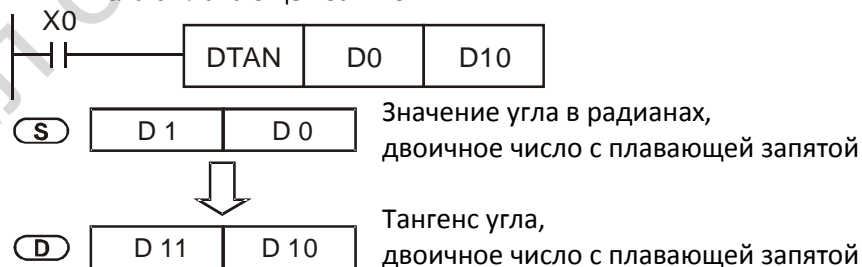 X0
DTAN D0 D10
S D 1 D 0 Значение угла в радианах,
двоичное число с плавающей запятой
D D 11 D 10 Тангенс угла,
двоичное число с плавающей запятой